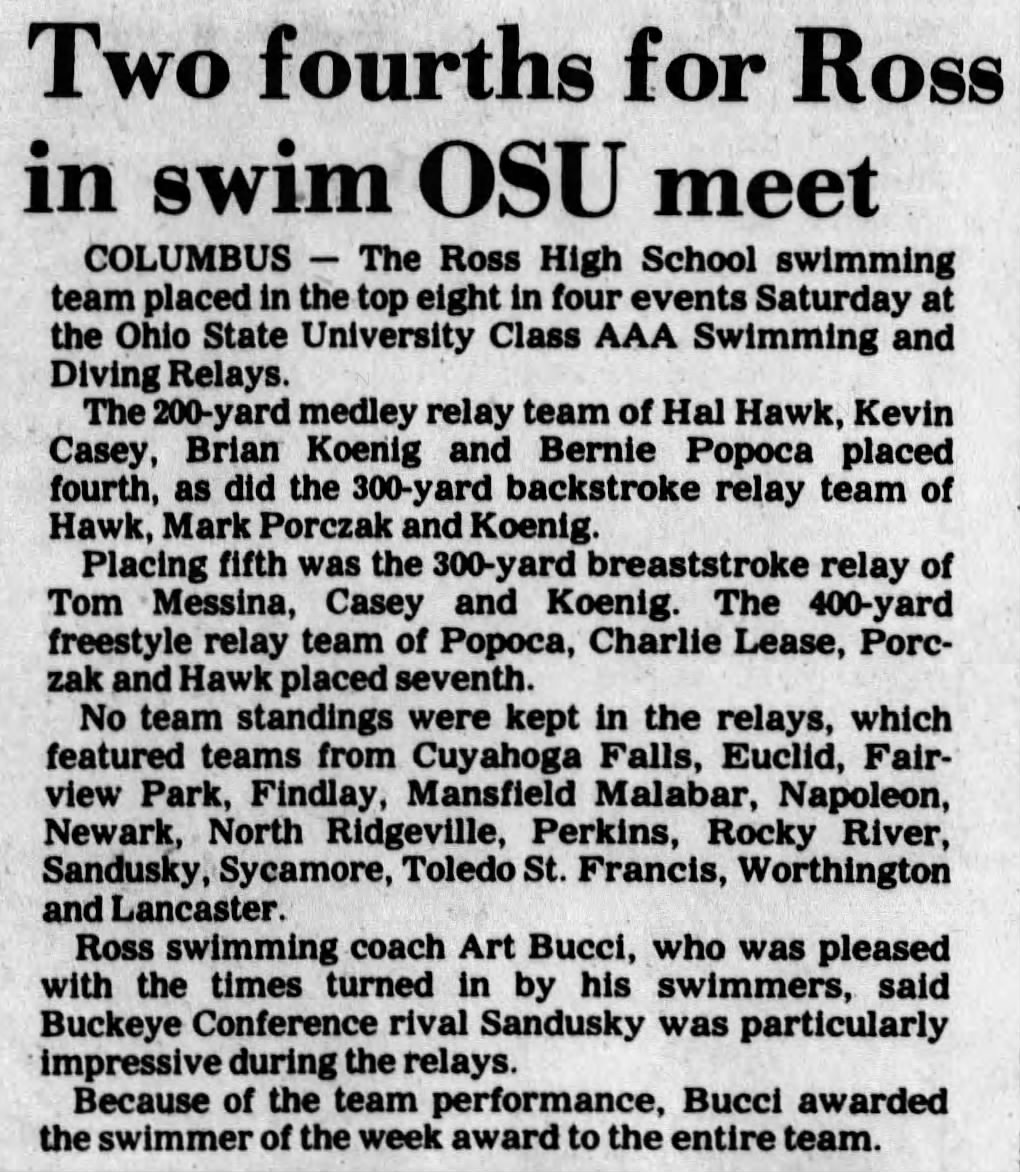 Two fourths for Ross
in swim OSU meet
COLUMBUS — The Ross High School swimming
team placed in the top eight in four events Saturday at
the Ohio State University Class AAA Swimming and
Diving Relays.
The 200-yard medley relay team of Hal Hawk, Kevin
Casey, Brian Koenig and Bernie Popoca placed
fourth, as did the 300-yard backstroke relay team of
Hawk, Mark Porczak and Koenig.
Placing fifth was the 300-yard breaststroke relay of
Tom Messina, Casey and Koenig. The 400-yard
freestyle relay team of Popoca, Charlie Lease, Porc-
zak and Hawk placed seventh.
No team standings were kept in the relays, which
featured teams from Cuyahoga Falls, Euclid, Fair-
view Park, Findlay, Mansfield Malabar, Napoleon,
Newark, North Ridgeville, Perkins, Rocky River,
Sandusky, Sycamore, Toledo St. Francis, Worthington
and Lancaster.
Ross swimming coach Art Bucci, who was pleased
with the times turned in by his swimmers, said
Buckeye Conference rival Sandusky was particularly
impressive during the relays.
Because of the team performance, Bucci awarded
the swimmer of the week award to the entire team.